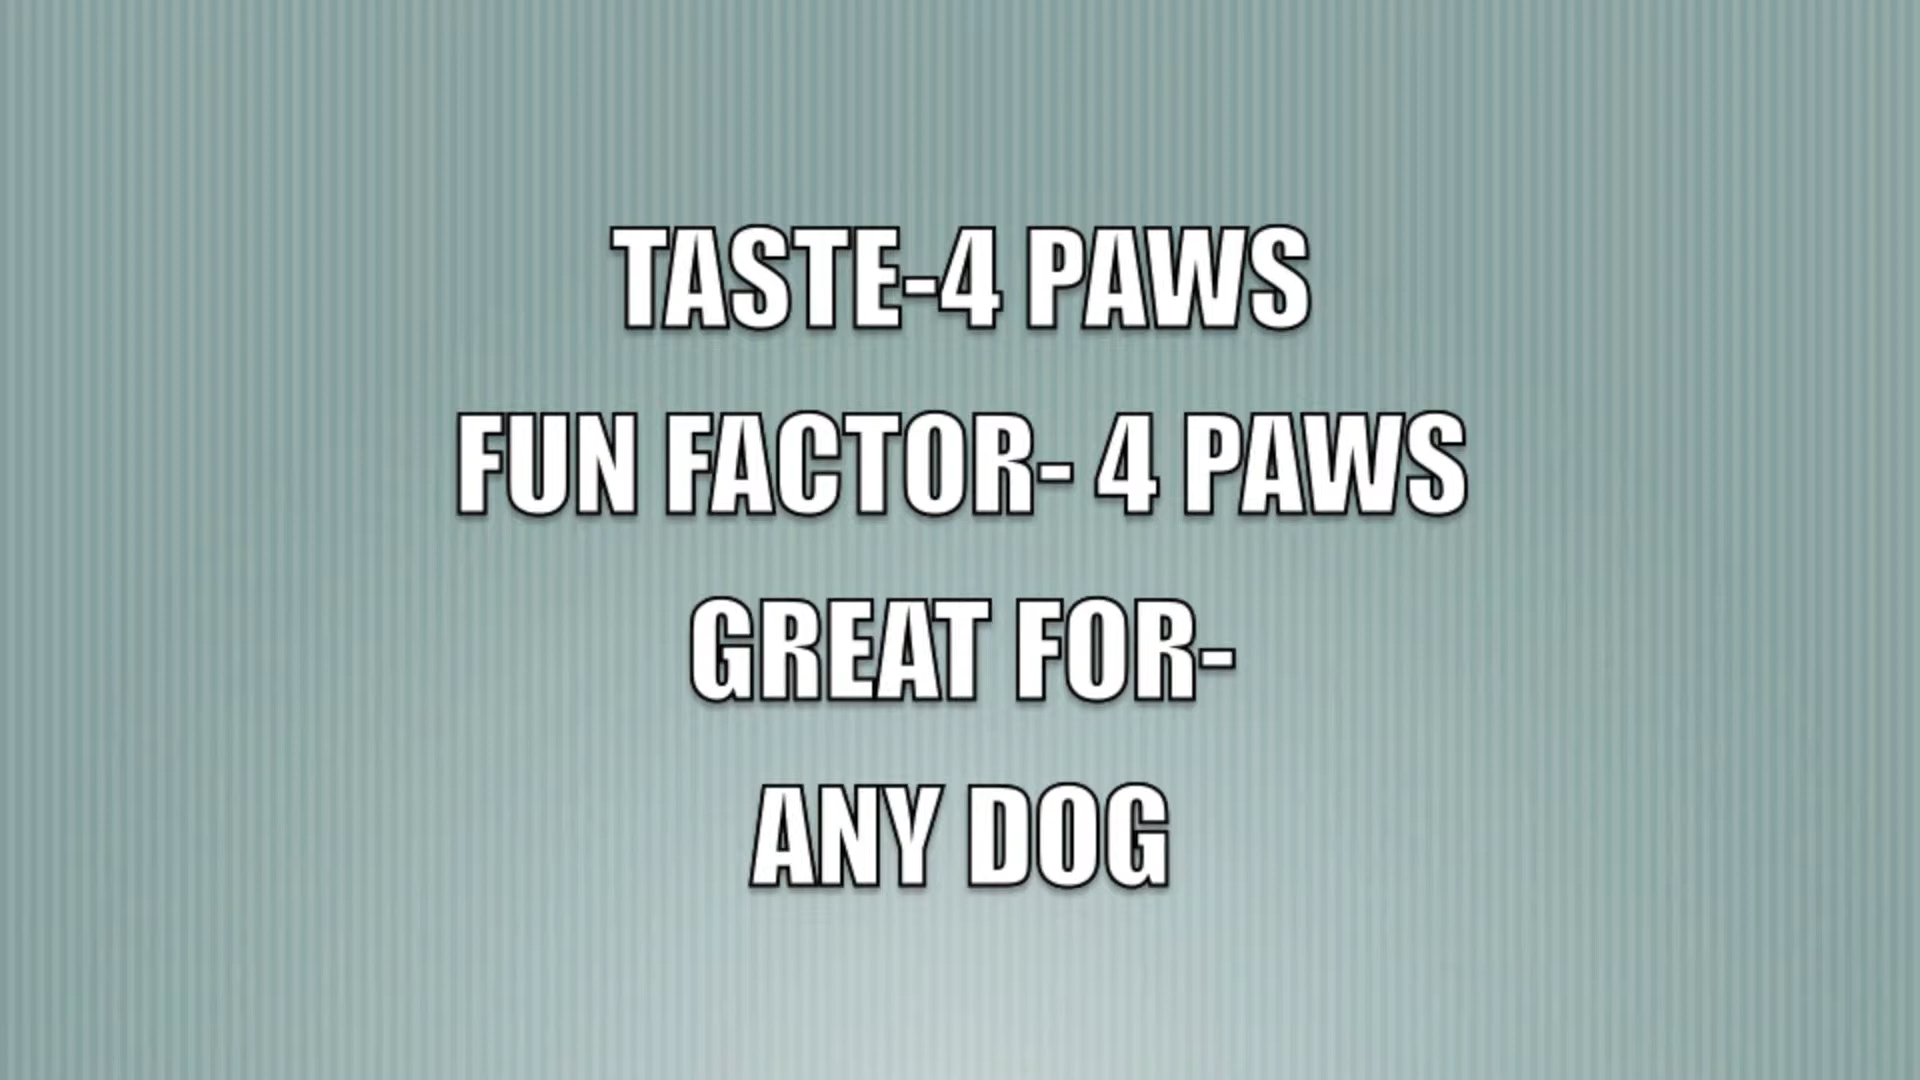 TASTE-4 PAWS
FUN FACTOR- 4 PAWS
GREAT FOR-
ANY DOG